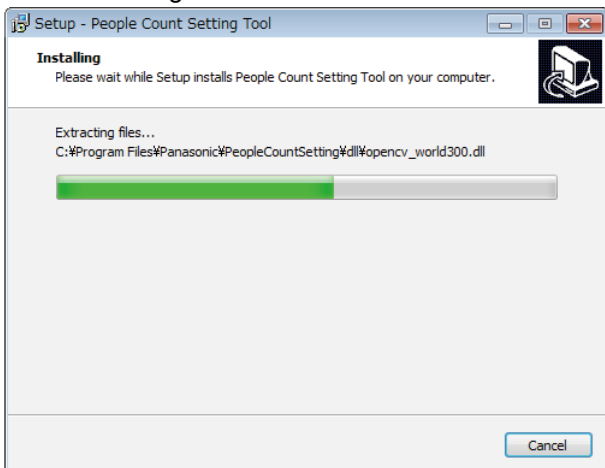 Setup - People Count Setting Tool
Installing
Please wait while Setup installs People Count Setting Tool on your computer.
Extracting files...
C:¥Program Files¥Panasonic¥PeopleCountSetting¥dll¥opencv_world300.dll
Cancel